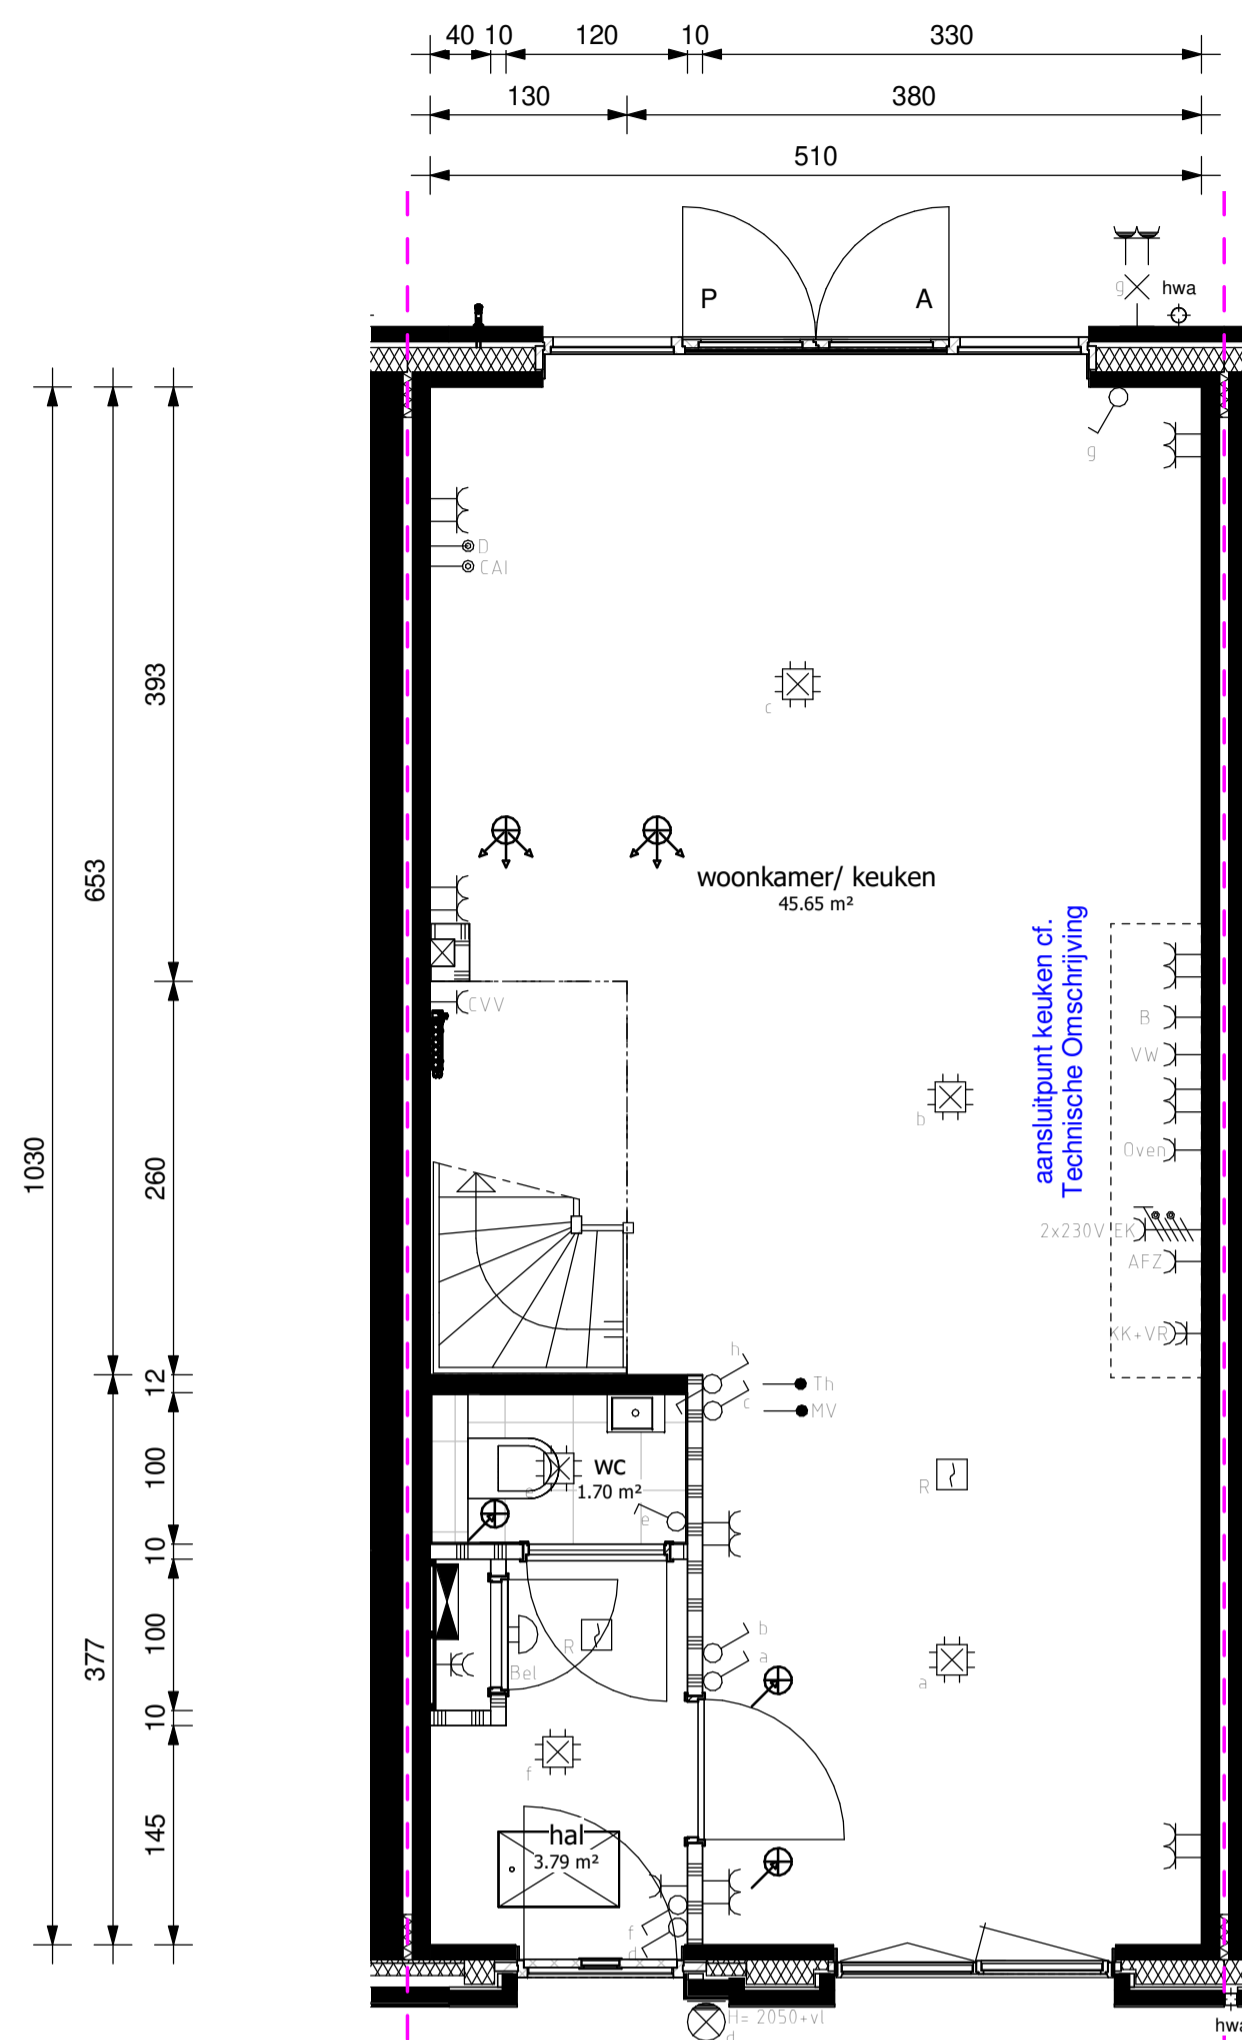 40 10 120 10 330
130 380
510
P A
g hwa
g
D
CAI
393
c
653
woonkamer/ keuken
45.65 m²
aansluitpunt keuken cf.
Technische Omschrijving
CVV
B
VW
b
1030
260
Oven
2x230V EK
AFZ
KK+VR
h
12
Th
c
MV
100
wc
1.70 m²
R
e
e
10
100
377
b
R
Bel
a
a
10
f
145
hal
3.79 m²
f
d
H= 2050+vl
d
hwa